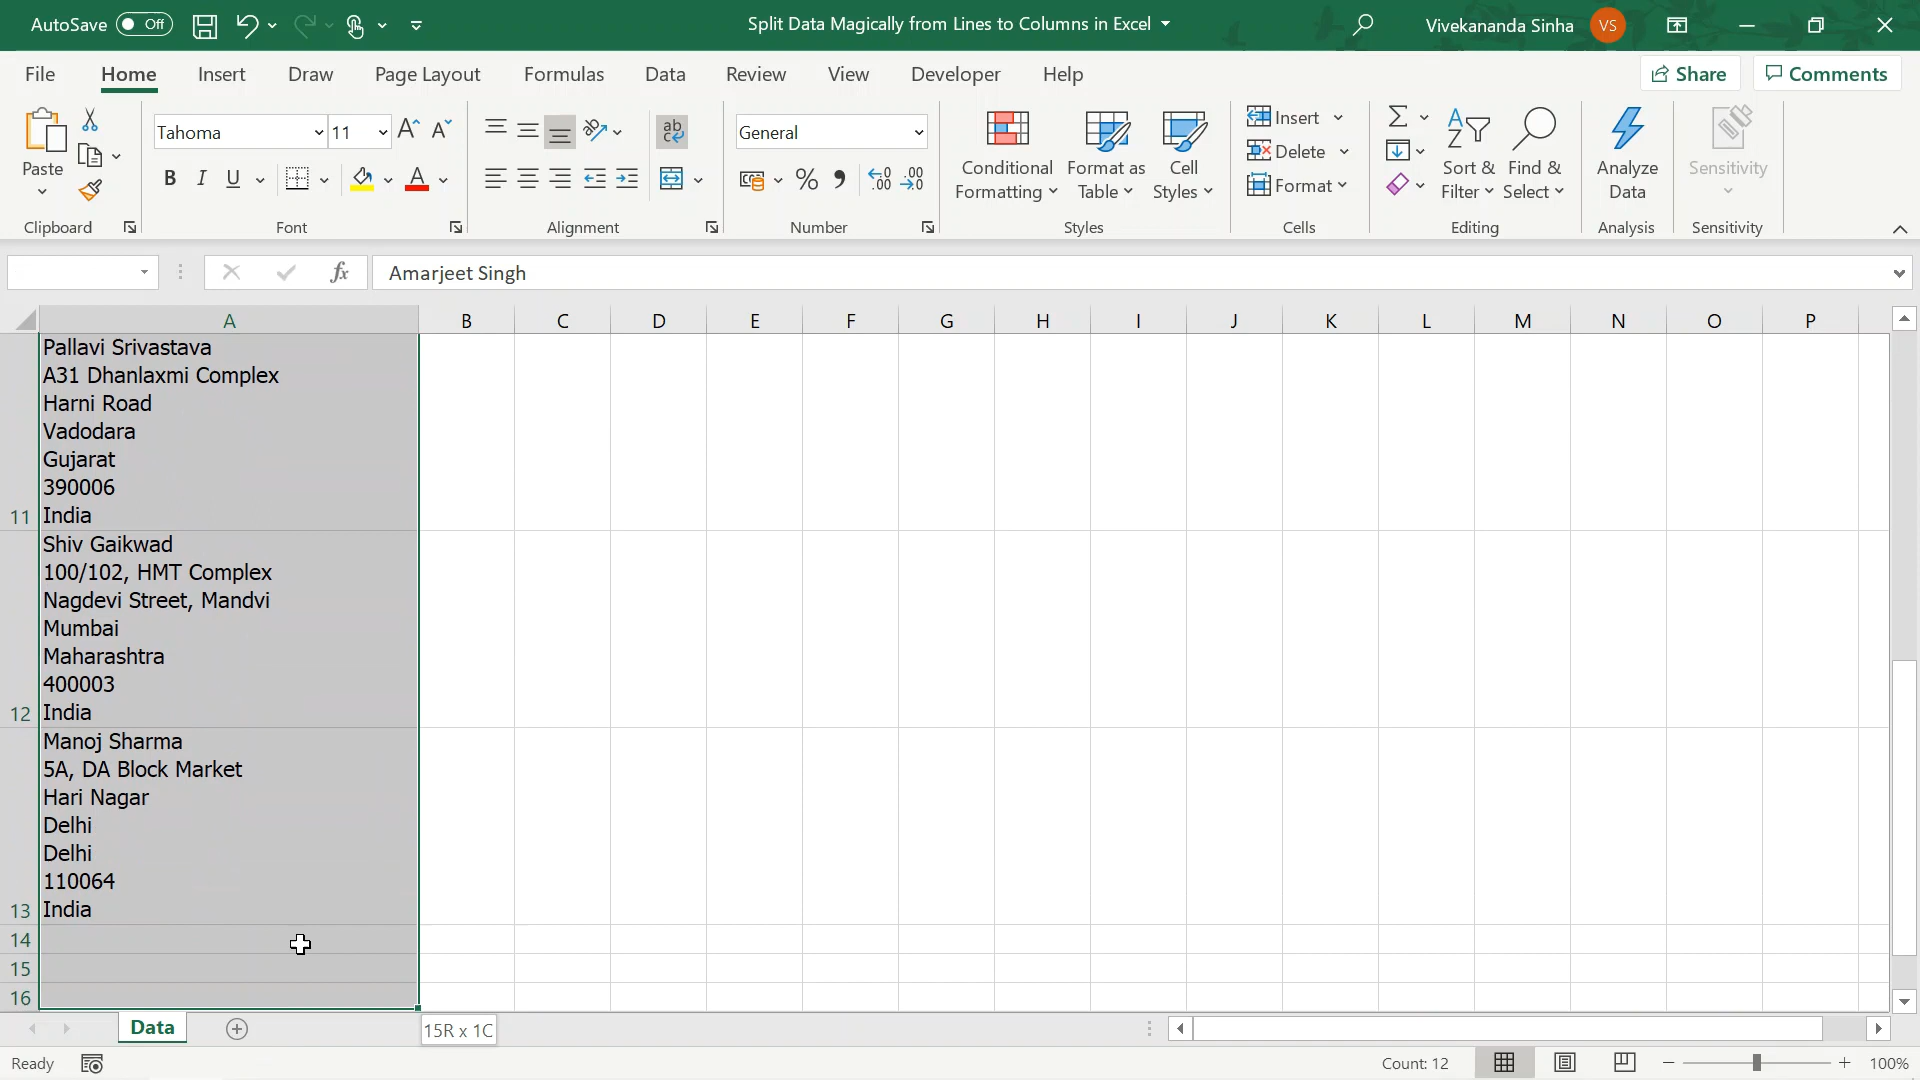 AutoSave Off
Split Data Magically from Lines to Columns in Excel
Vivekananda Sinha VS
File Home Insert Draw Page Layout Formulas Data Review View Developer Help
Share Comments
Paste
Clipboard
Tahoma 11
B I U
Font
ab
Alignment
General
% 9
Number
Conditional Formatting
Format as Table
Cell Styles
Styles
Insert
Delete
Format
Cells
Sort & Filter
Find & Select
Editing
Analyze Data
Analysis
Sensitivity
Sensitivity
fx Amarjeet Singh
A B C D E F G H I J K L M N O P
Pallavi Srivastava
A31 Dhanlaxmi Complex
Harni Road
Vadodara
Gujarat
390006
11 India
Shiv Gaikwad
100/102, HMT Complex
Nagdevi Street, Mandvi
Mumbai
Maharashtra
400003
12 India
Manoj Sharma
5A, DA Block Market
Hari Nagar
Delhi
Delhi
110064
13 India
14
15
16
Data
15R x 1C
Ready
Count: 12
100%